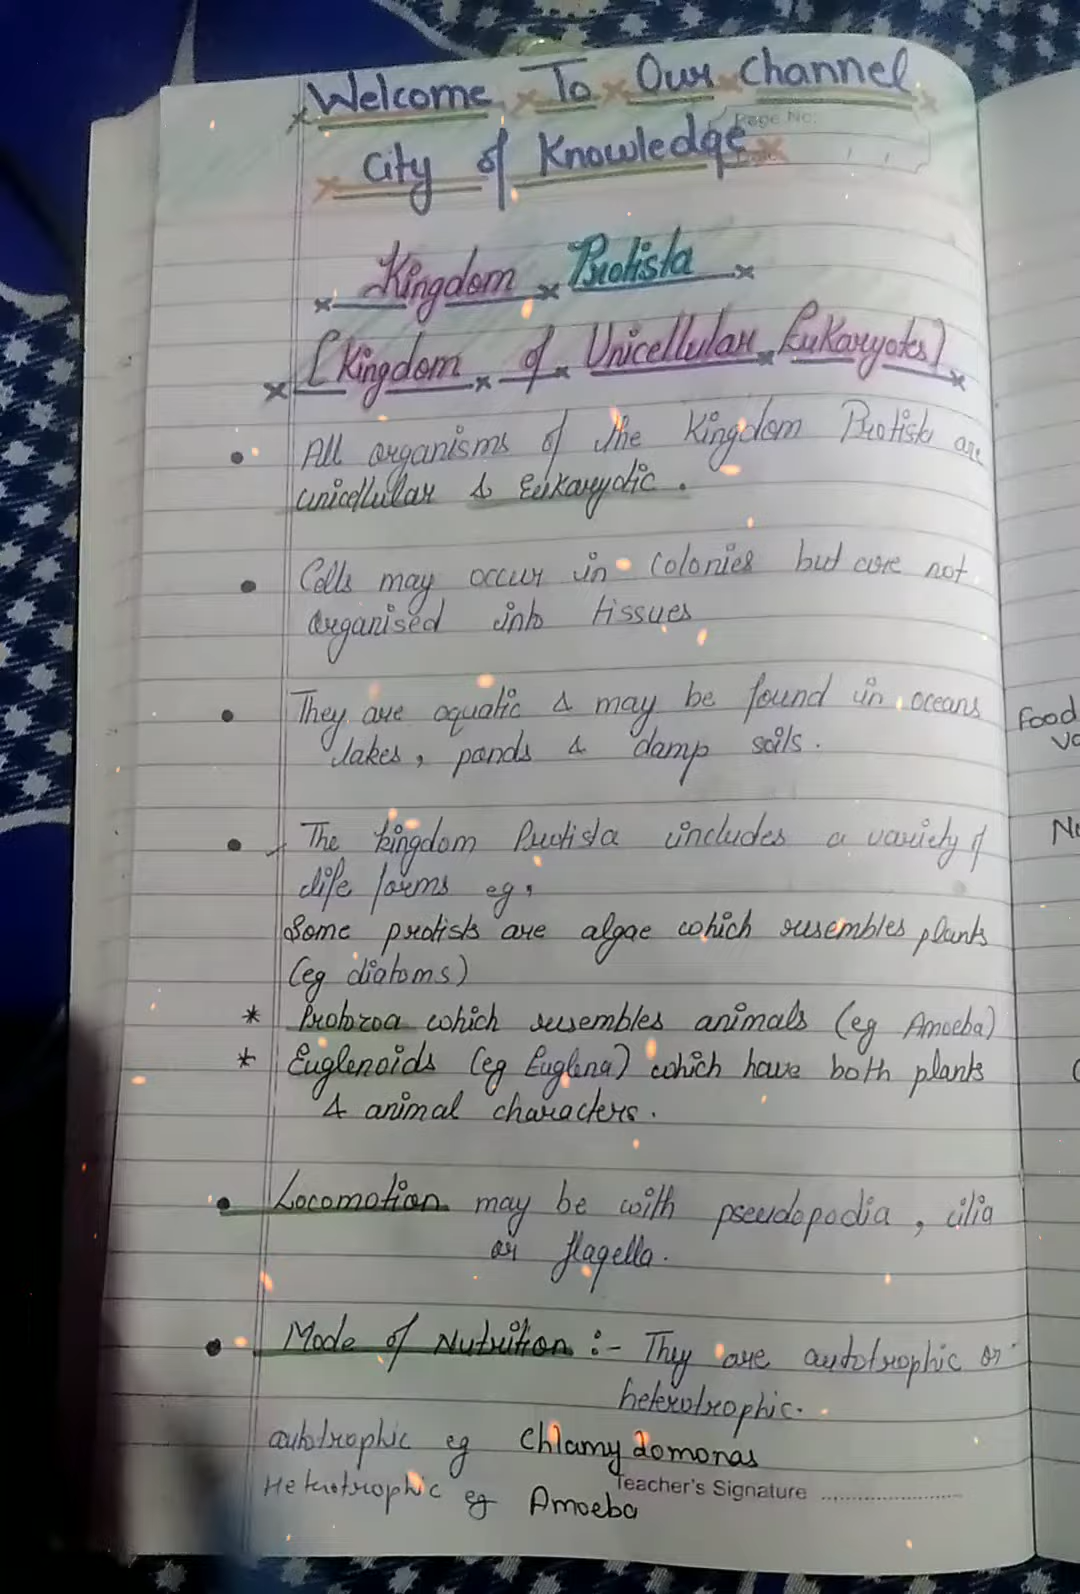 Welcome To Our Channel
Page No:
City of Knowledge
Kingdom Protista
(Kingdom of Unicellular Eukaryotes)
All organisms of the Kingdom Protista are
unicellular & Eukaryotic.
Cells may occur in colonies but are not
organised into tissues
They are aquatic & may be found in oceans
lakes, ponds & damp soils.
The kingdom Protista includes a variety of
life forms eg,
Some protists are algae which resembles plants
(eg diatoms)
* Protozoa which resembles animals (eg Amoeba)
* Euglenoids (eg Euglena) which have both plants
& animal characters.
Locomotion may be with pseudopodia, cilia
or flagella.
Mode of Nutrition :- They are autotrophic or
heterotrophic.
autotrophic eg Chlamydomonas
Teacher's Signature
Heterotrophic eg Amoeba
Food